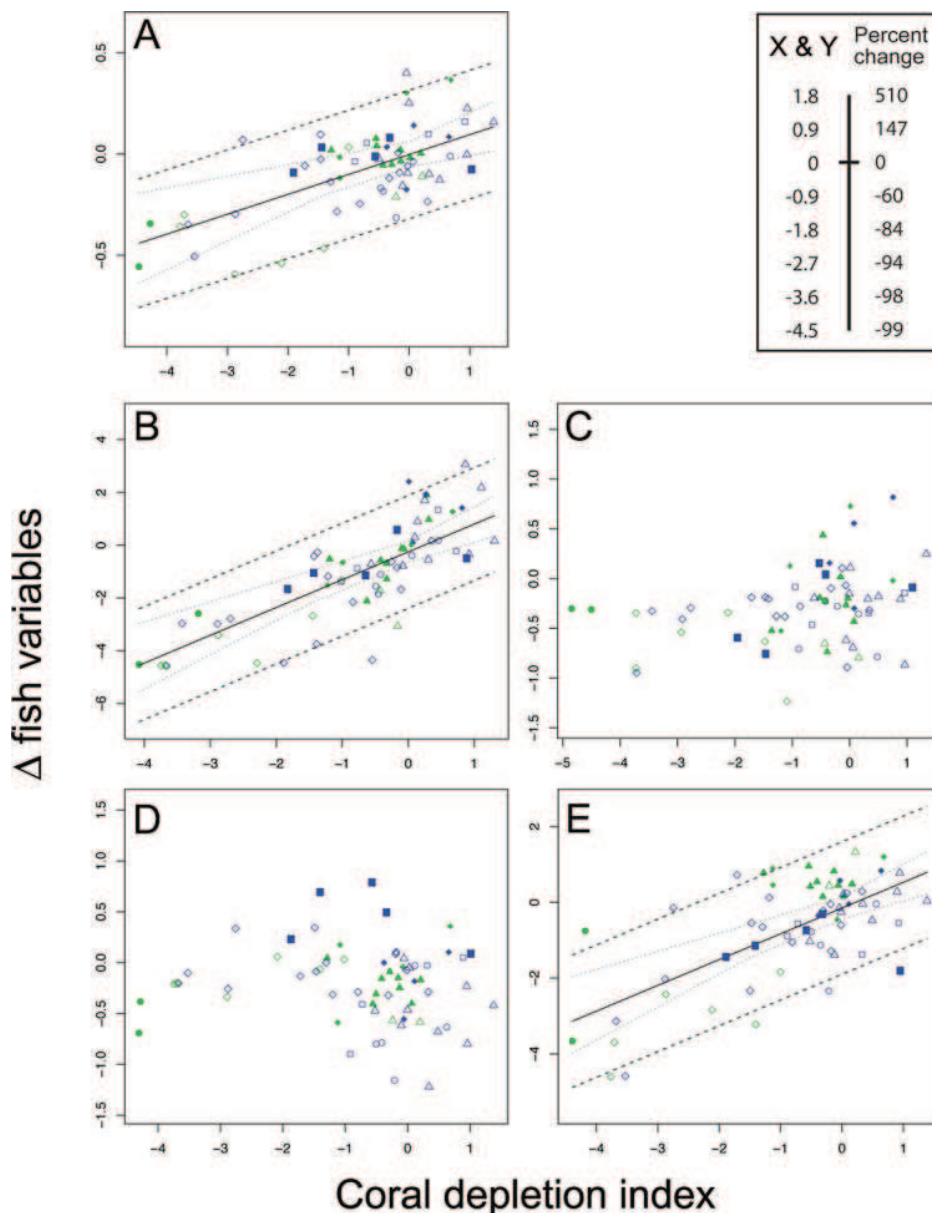 A
0.5
0.0
-0.5
-4 -3 -2 -1 0 1
X & Y Percent change
1.8 510
0.9 147
0 0
-0.9 -60
-1.8 -84
-2.7 -94
-3.6 -98
-4.5 -99
B
4
2
0
-2
-4
-6
-4 -3 -2 -1 0 1
C
1.5
1.0
0.5
0.0
-0.5
-1.0
-1.5
-5 -4 -3 -2 -1 0 1
D
1.5
1.0
0.5
0.0
-0.5
-1.0
-1.5
-4 -3 -2 -1 0 1
E
2
0
-2
-4
-4 -3 -2 -1 0 1
Δ fish variables
Coral depletion index